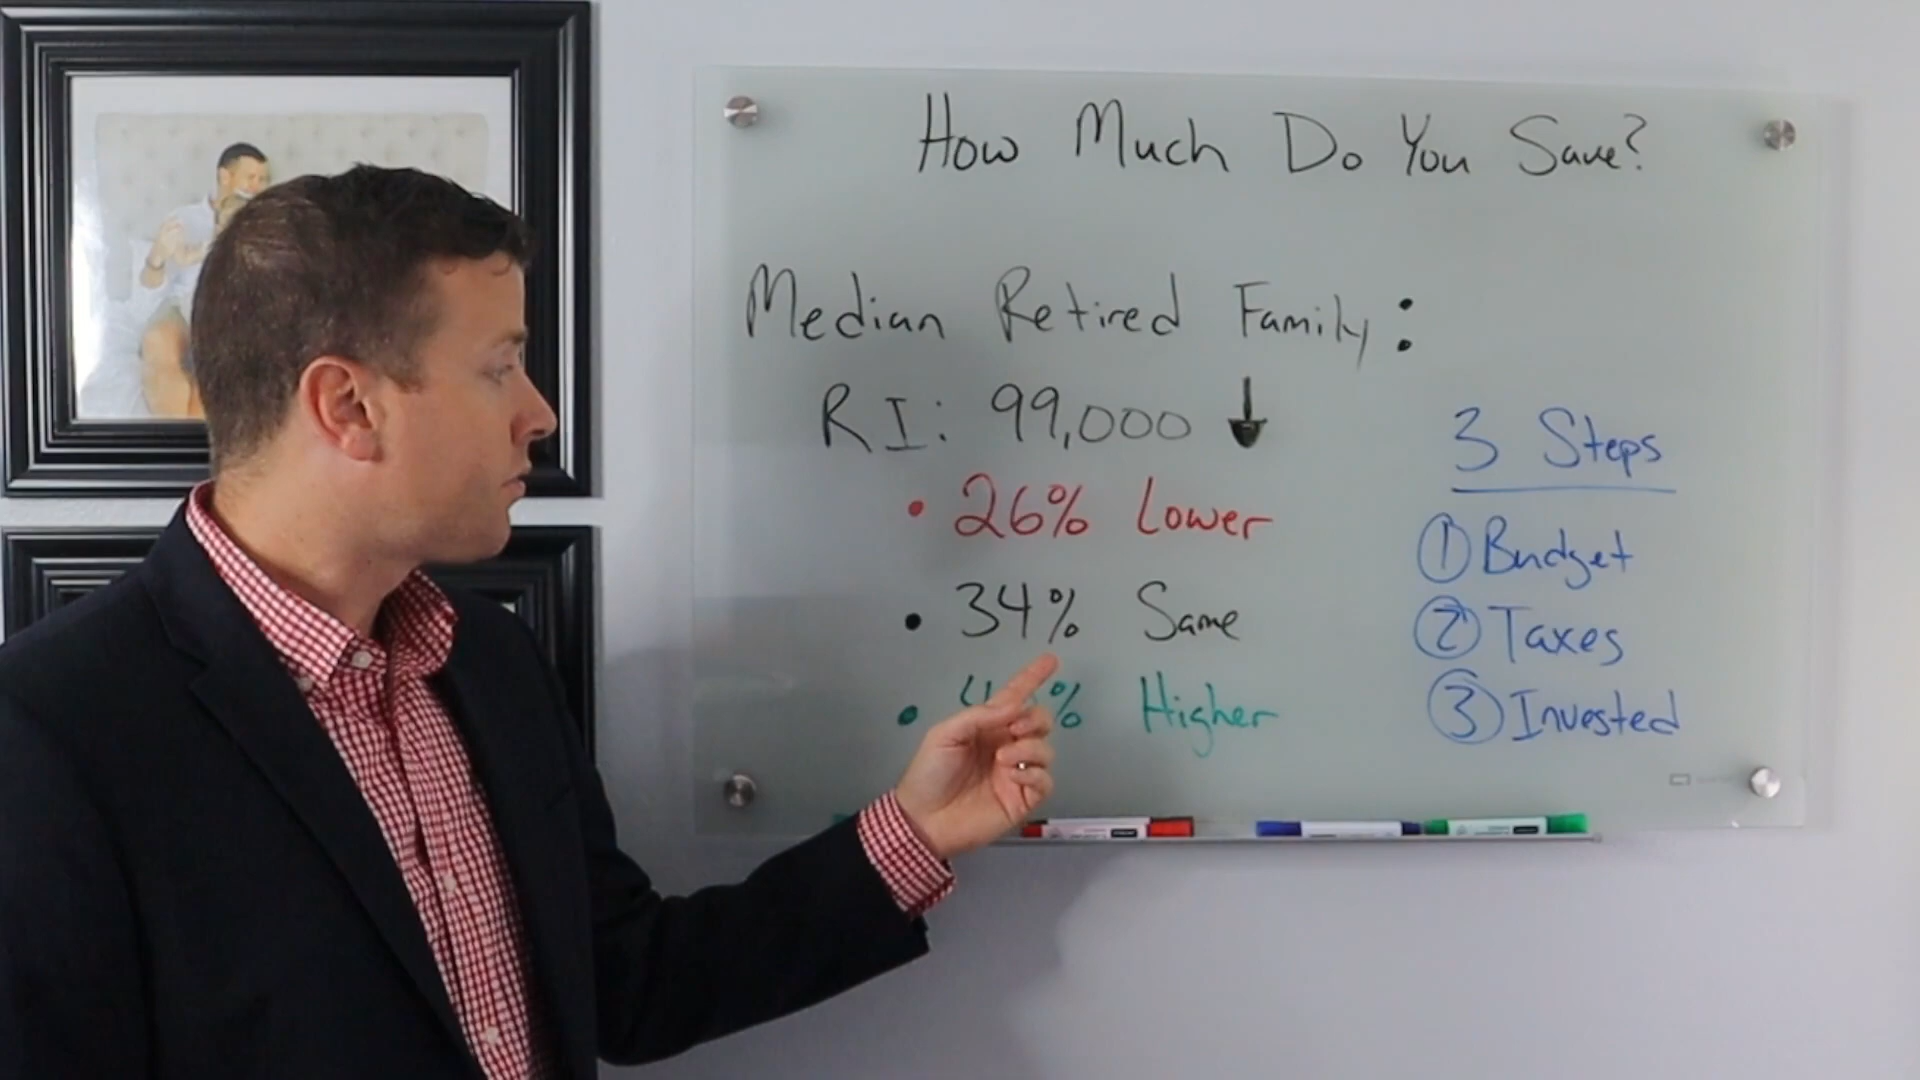 How Much Do You Save?
Median Retired Family:
RI: 99,000 ↓
• 26% Lower
• 34% Same
• % Higher
3 Steps
① Budget
② Taxes
③ Invested